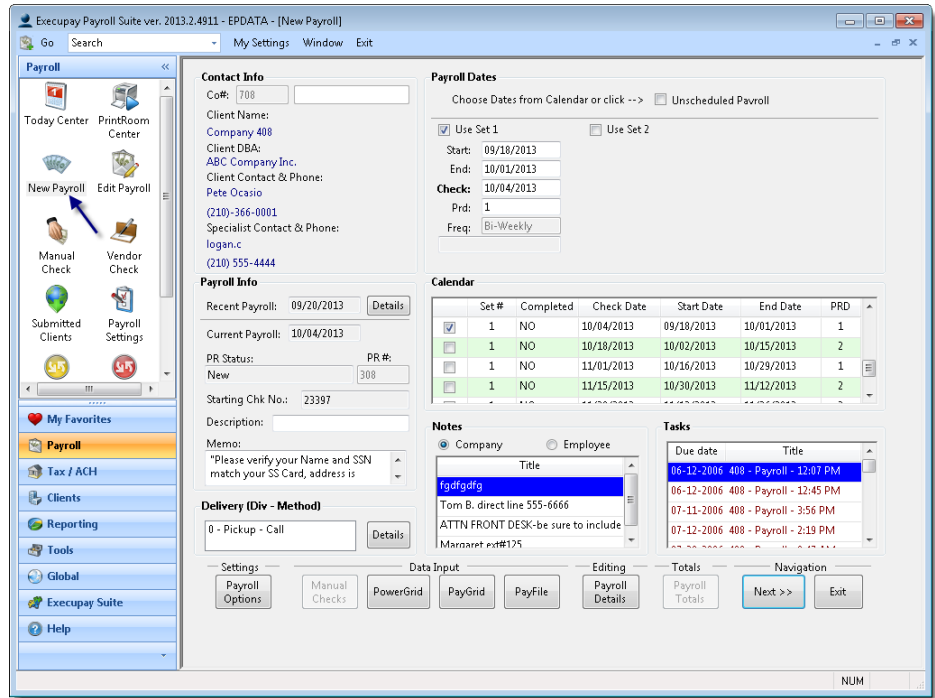 Execupay Payroll Suite ver. 2013.2.4911 - EPDATA - [New Payroll]
Go Search My Settings Window Exit
Payroll
Today Center
PrintRoom Center
New Payroll
Edit Payroll
Manual Check
Vendor Check
Submitted Clients
Payroll Settings
My Favorites
Payroll
Tax / ACH
Clients
Reporting
Tools
Global
Execupay Suite
Help
Contact Info
Co#: 708
Client Name:
Company 408
Client DBA:
ABC Company Inc.
Client Contact & Phone:
Pete Ocasio
(210)-366-0001
Specialist Contact & Phone:
logan.c
(210) 555-4444
Payroll Dates
Choose Dates from Calendar or click --> Unscheduled Payroll
Use Set 1 Use Set 2
Start: 09/18/2013
End: 10/01/2013
Check: 10/04/2013
Prd: 1
Freq: Bi-Weekly
Payroll Info
Recent Payroll: 09/20/2013 Details
Current Payroll: 10/04/2013
PR Status: PR #:
New 308
Starting Chk No.: 23397
Description:
Memo:
"Please verify your Name and SSN
match your SS Card, address is
Calendar
Set # Completed Check Date Start Date End Date PRD
1 NO 10/04/2013 09/18/2013 10/01/2013 1
1 NO 10/18/2013 10/02/2013 10/15/2013 2
1 NO 11/01/2013 10/16/2013 10/29/2013 1
1 NO 11/15/2013 10/30/2013 11/12/2013 2
Delivery (Div - Method)
0 - Pickup - Call Details
Notes
Company Employee
Title
fgdfgdfg
Tom B. direct line 555-6666
ATTN FRONT DESK-be sure to include
Margaret ext#125
Tasks
Due date Title
06-12-2006 408 - Payroll - 12:07 PM
06-12-2006 408 - Payroll - 12:45 PM
07-11-2006 408 - Payroll - 3:56 PM
07-12-2006 408 - Payroll - 2:19 PM
Settings Data Input Editing Totals Navigation
Payroll Options
Manual Checks
PowerGrid
PayGrid
PayFile
Payroll Details
Payroll Totals
Next >>
Exit
NUM